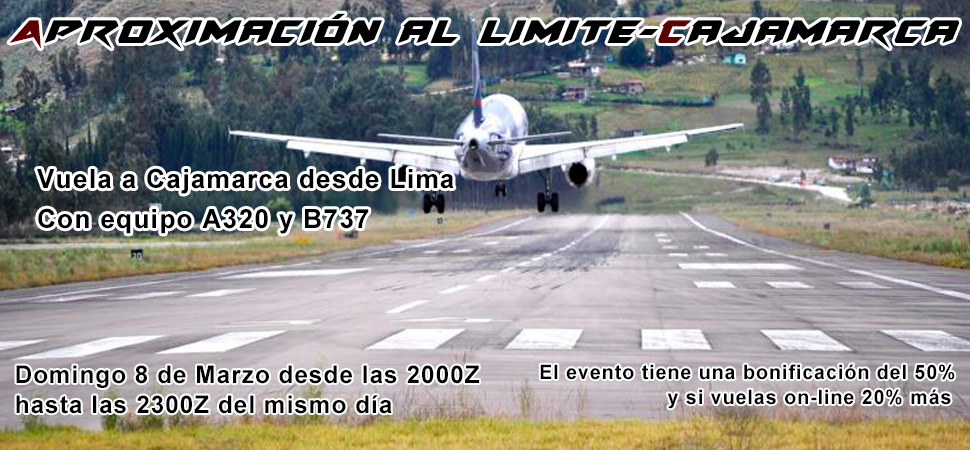 APROXIMACIÓN AL LIMITE-CAJAMARCA
Vuela a Cajamarca desde Lima
Con equipo A320 y B737
Domingo 8 de Marzo desde las 2000Z
hasta las 2300Z del mismo día
El evento tiene una bonificación del 50%
y si vuelas on-line 20% más